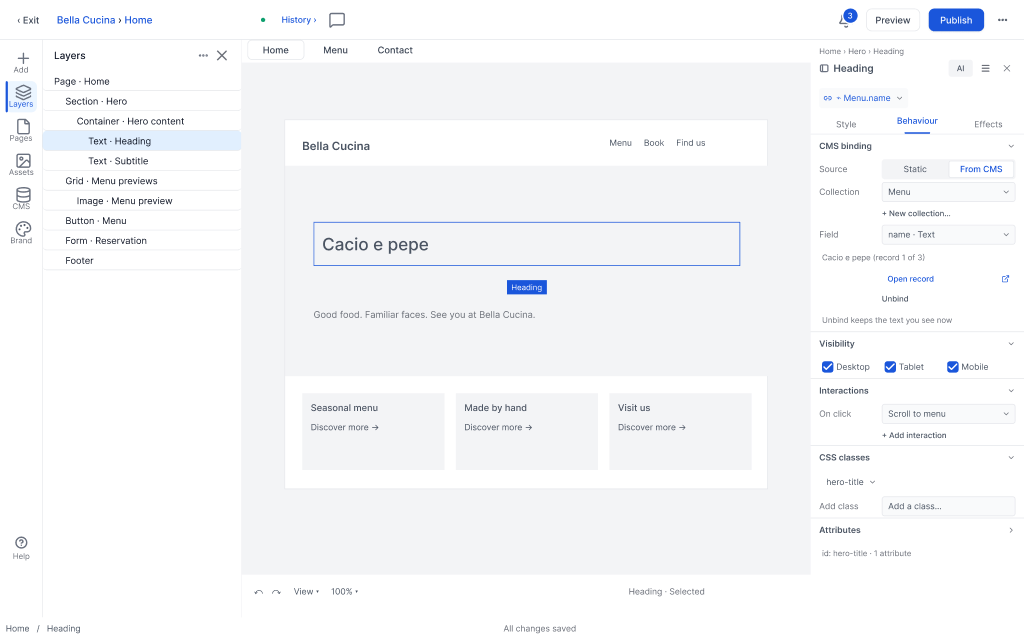 ‹ Exit
Bella Cucina › Home
History ›
3
Preview
Publish
Add
Layers
Pages
Assets
CMS
Brand
Help
Layers
Page · Home
Section · Hero
Container · Hero content
Text · Heading
Text · Subtitle
Grid · Menu previews
Image · Menu preview
Button · Menu
Form · Reservation
Footer
Home
Menu
Contact
Bella Cucina
Menu
Book
Find us
Cacio e pepe
Heading
Good food. Familiar faces. See you at Bella Cucina.
Seasonal menu
Discover more →
Made by hand
Discover more →
Visit us
Discover more →
View
100%
Heading · Selected
Home › Hero › Heading
Heading
AI
Menu.name
Style
Behaviour
Effects
CMS binding
Source
Static
From CMS
Collection
Menu
+ New collection...
Field
name · Text
Cacio e pepe (record 1 of 3)
Open record
Unbind
Unbind keeps the text you see now
Visibility
Desktop
Tablet
Mobile
Interactions
On click
Scroll to menu
+ Add interaction
CSS classes
hero-title
Add class
Add a class...
Attributes
id: hero-title · 1 attribute
Home / Heading
All changes saved